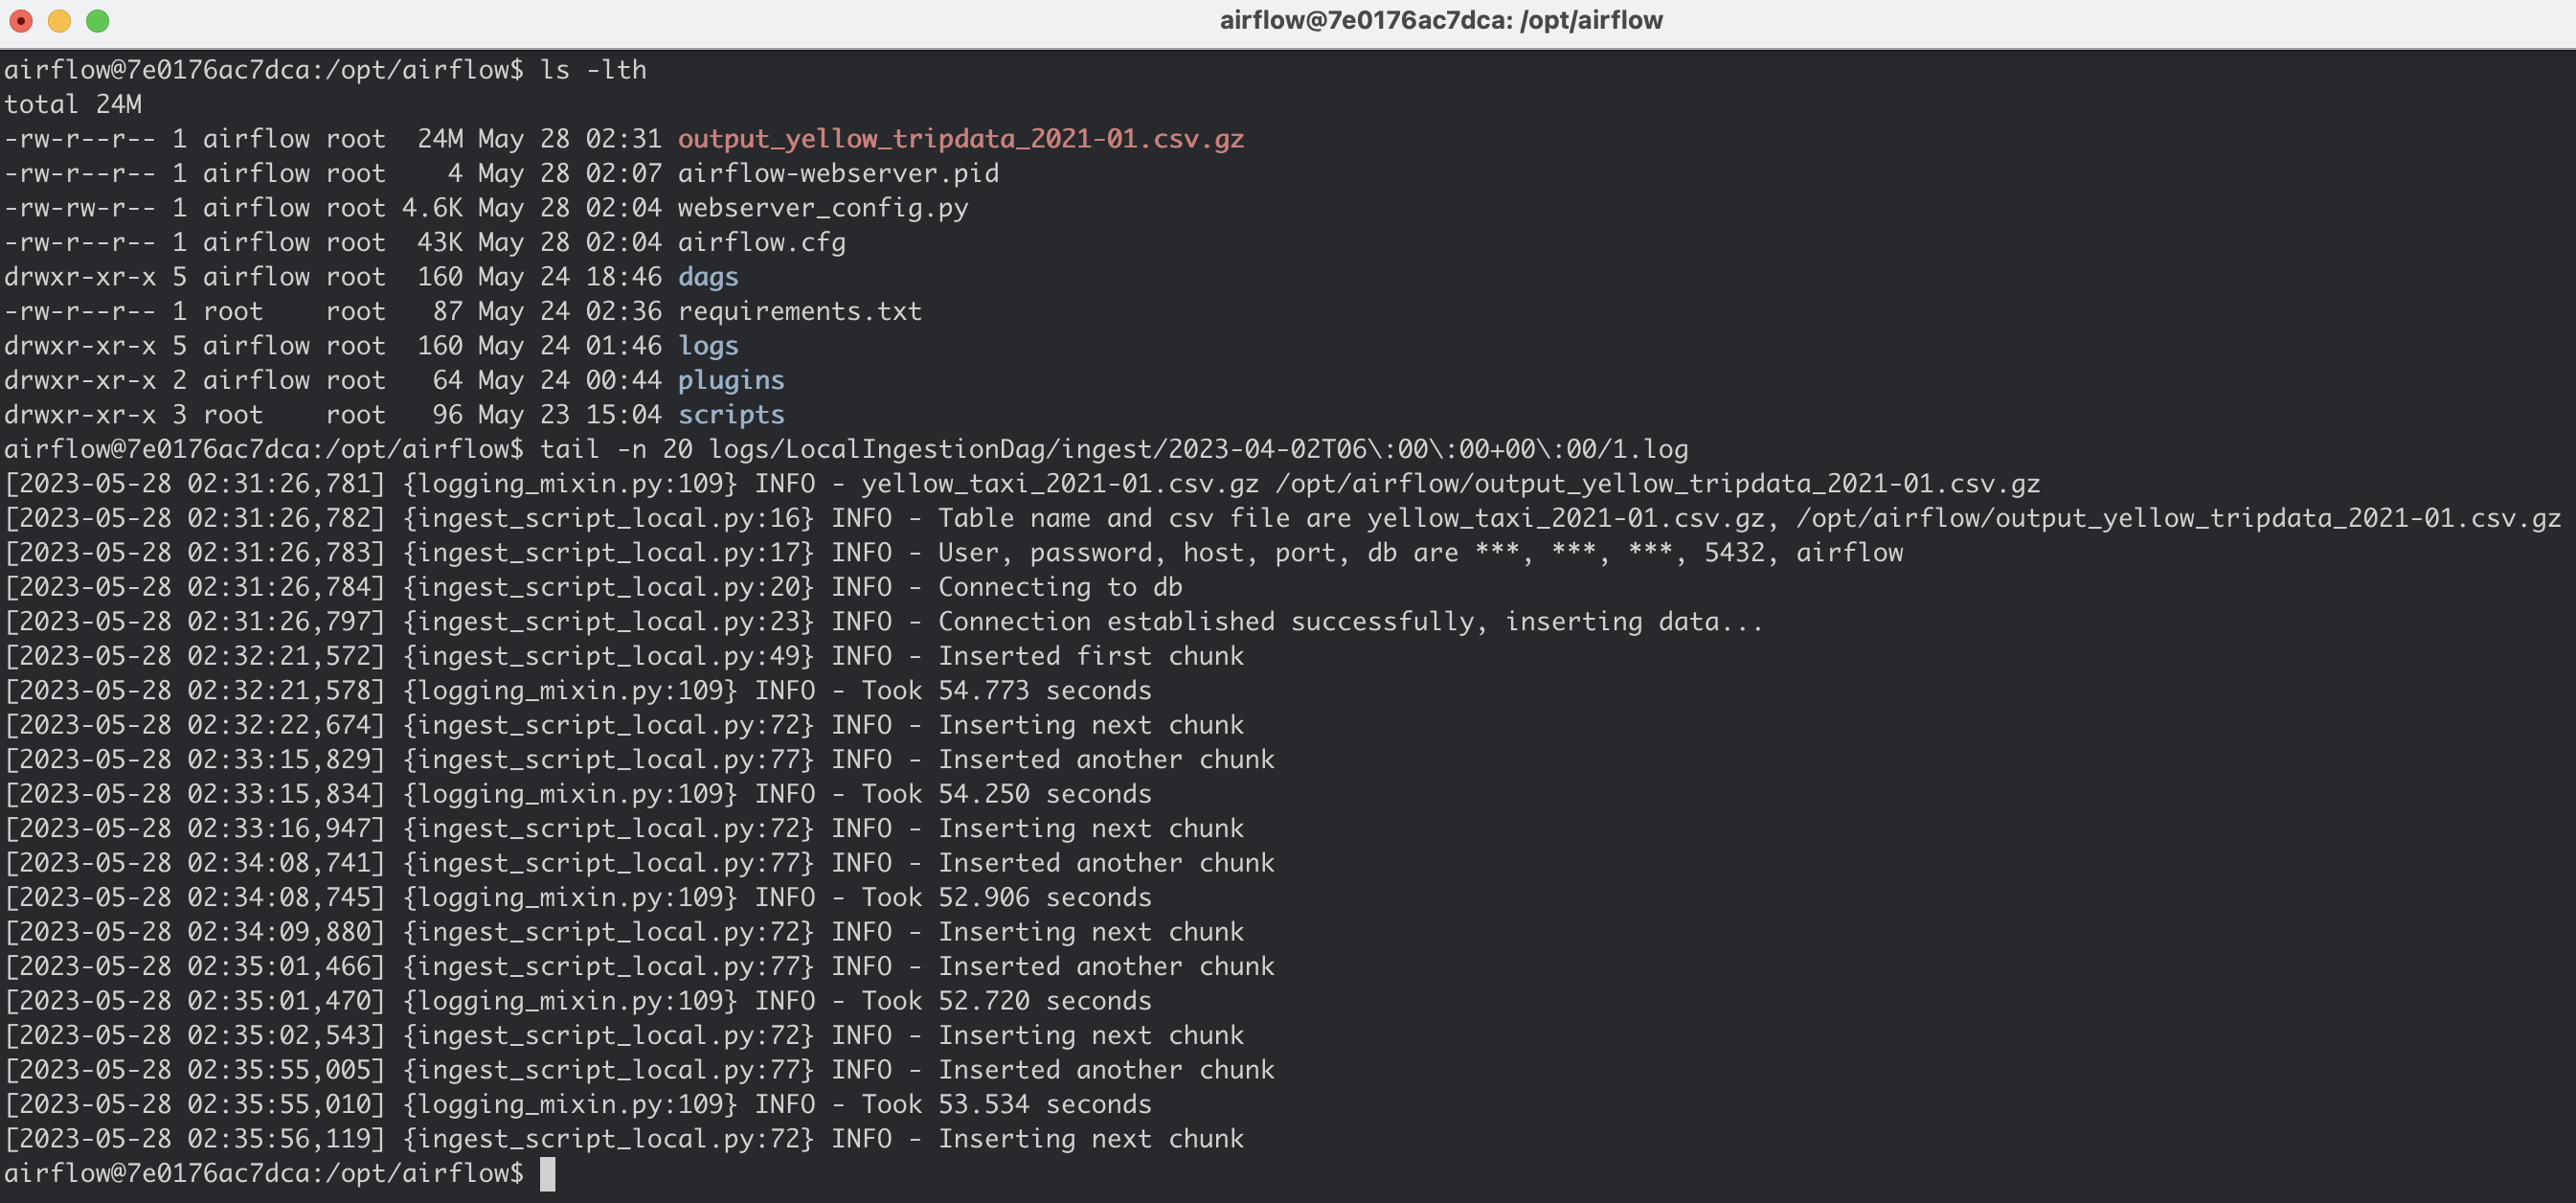 airflow@7e0176ac7dca: /opt/airflow
airflow@7e0176ac7dca:/opt/airflow$ ls -lth
total 24M
-rw-r--r-- 1 airflow root  24M May 28 02:31 output_yellow_tripdata_2021-01.csv.gz
-rw-r--r-- 1 airflow root    4 May 28 02:07 airflow-webserver.pid
-rw-rw-r-- 1 airflow root 4.6K May 28 02:04 webserver_config.py
-rw-r--r-- 1 airflow root  43K May 28 02:04 airflow.cfg
drwxr-xr-x 5 airflow root  160 May 24 18:46 dags
-rw-r--r-- 1 root    root   87 May 24 02:36 requirements.txt
drwxr-xr-x 5 airflow root  160 May 24 01:46 logs
drwxr-xr-x 2 airflow root   64 May 24 00:44 plugins
drwxr-xr-x 3 root    root   96 May 23 15:04 scripts
airflow@7e0176ac7dca:/opt/airflow$ tail -n 20 logs/LocalIngestionDag/ingest/2023-04-02T06\:00\:00+00\:00/1.log
[2023-05-28 02:31:26,781] {logging_mixin.py:109} INFO - yellow_taxi_2021-01.csv.gz /opt/airflow/output_yellow_tripdata_2021-01.csv.gz
[2023-05-28 02:31:26,782] {ingest_script_local.py:16} INFO - Table name and csv file are yellow_taxi_2021-01.csv.gz, /opt/airflow/output_yellow_tripdata_2021-01.csv.gz
[2023-05-28 02:31:26,783] {ingest_script_local.py:17} INFO - User, password, host, port, db are ***, ***, ***, 5432, airflow
[2023-05-28 02:31:26,784] {ingest_script_local.py:20} INFO - Connecting to db
[2023-05-28 02:31:26,797] {ingest_script_local.py:23} INFO - Connection established successfully, inserting data...
[2023-05-28 02:32:21,572] {ingest_script_local.py:49} INFO - Inserted first chunk
[2023-05-28 02:32:21,578] {logging_mixin.py:109} INFO - Took 54.773 seconds
[2023-05-28 02:32:22,674] {ingest_script_local.py:72} INFO - Inserting next chunk
[2023-05-28 02:33:15,829] {ingest_script_local.py:77} INFO - Inserted another chunk
[2023-05-28 02:33:15,834] {logging_mixin.py:109} INFO - Took 54.250 seconds
[2023-05-28 02:33:16,947] {ingest_script_local.py:72} INFO - Inserting next chunk
[2023-05-28 02:34:08,741] {ingest_script_local.py:77} INFO - Inserted another chunk
[2023-05-28 02:34:08,745] {logging_mixin.py:109} INFO - Took 52.906 seconds
[2023-05-28 02:34:09,880] {ingest_script_local.py:72} INFO - Inserting next chunk
[2023-05-28 02:35:01,466] {ingest_script_local.py:77} INFO - Inserted another chunk
[2023-05-28 02:35:01,470] {logging_mixin.py:109} INFO - Took 52.720 seconds
[2023-05-28 02:35:02,543] {ingest_script_local.py:72} INFO - Inserting next chunk
[2023-05-28 02:35:55,005] {ingest_script_local.py:77} INFO - Inserted another chunk
[2023-05-28 02:35:55,010] {logging_mixin.py:109} INFO - Took 53.534 seconds
[2023-05-28 02:35:56,119] {ingest_script_local.py:72} INFO - Inserting next chunk
airflow@7e0176ac7dca:/opt/airflow$